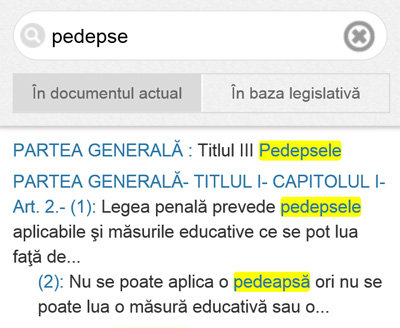 pedepse
În documentul actual
În baza legislativă
PARTEA GENERALĂ : Titlul III Pedepsele
PARTEA GENERALĂ- TITLUL I- CAPITOLUL I-
Art. 2.- (1): Legea penală prevede pedepsele
aplicabile şi măsurile educative ce se pot lua
faţă de...
(2): Nu se poate aplica o pedeapsă ori nu se
poate lua o măsură educativă sau o...